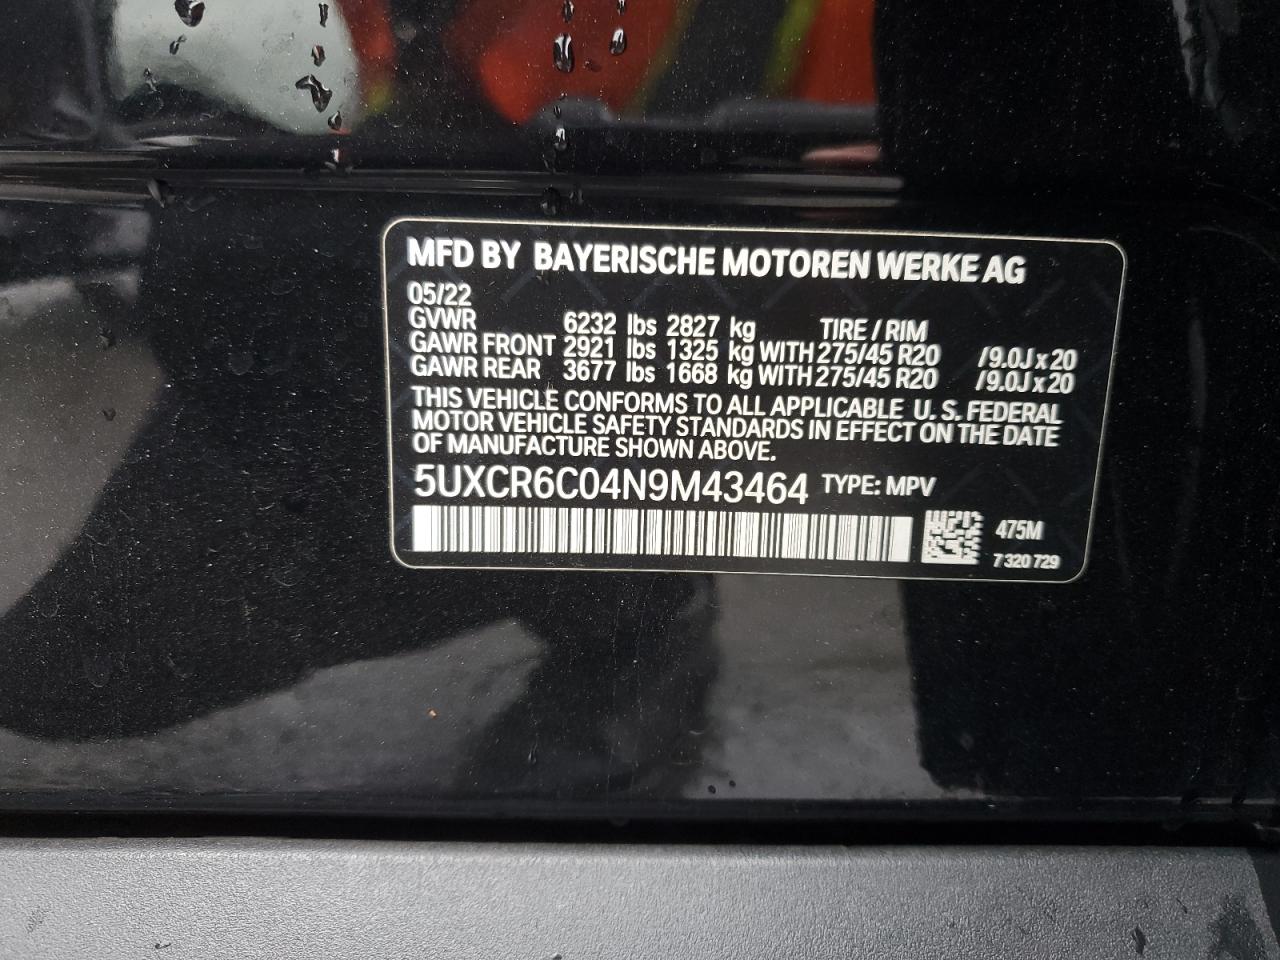 MFD BY BAYERISCHE MOTOREN WERKE AG
05/22
GVWR 6232 lbs 2827 kg TIRE / RIM
GAWR FRONT 2921 lbs 1325 kg WITH 275/45 R20 /9.0J x 20
GAWR REAR 3677 lbs 1668 kg WITH 275/45 R20 /9.0J x 20
THIS VEHICLE CONFORMS TO ALL APPLICABLE U. S. FEDERAL
MOTOR VEHICLE SAFETY STANDARDS IN EFFECT ON THE DATE
OF MANUFACTURE SHOWN ABOVE.
5UXCR6C04N9M43464 TYPE: MPV
475M
7 320 729